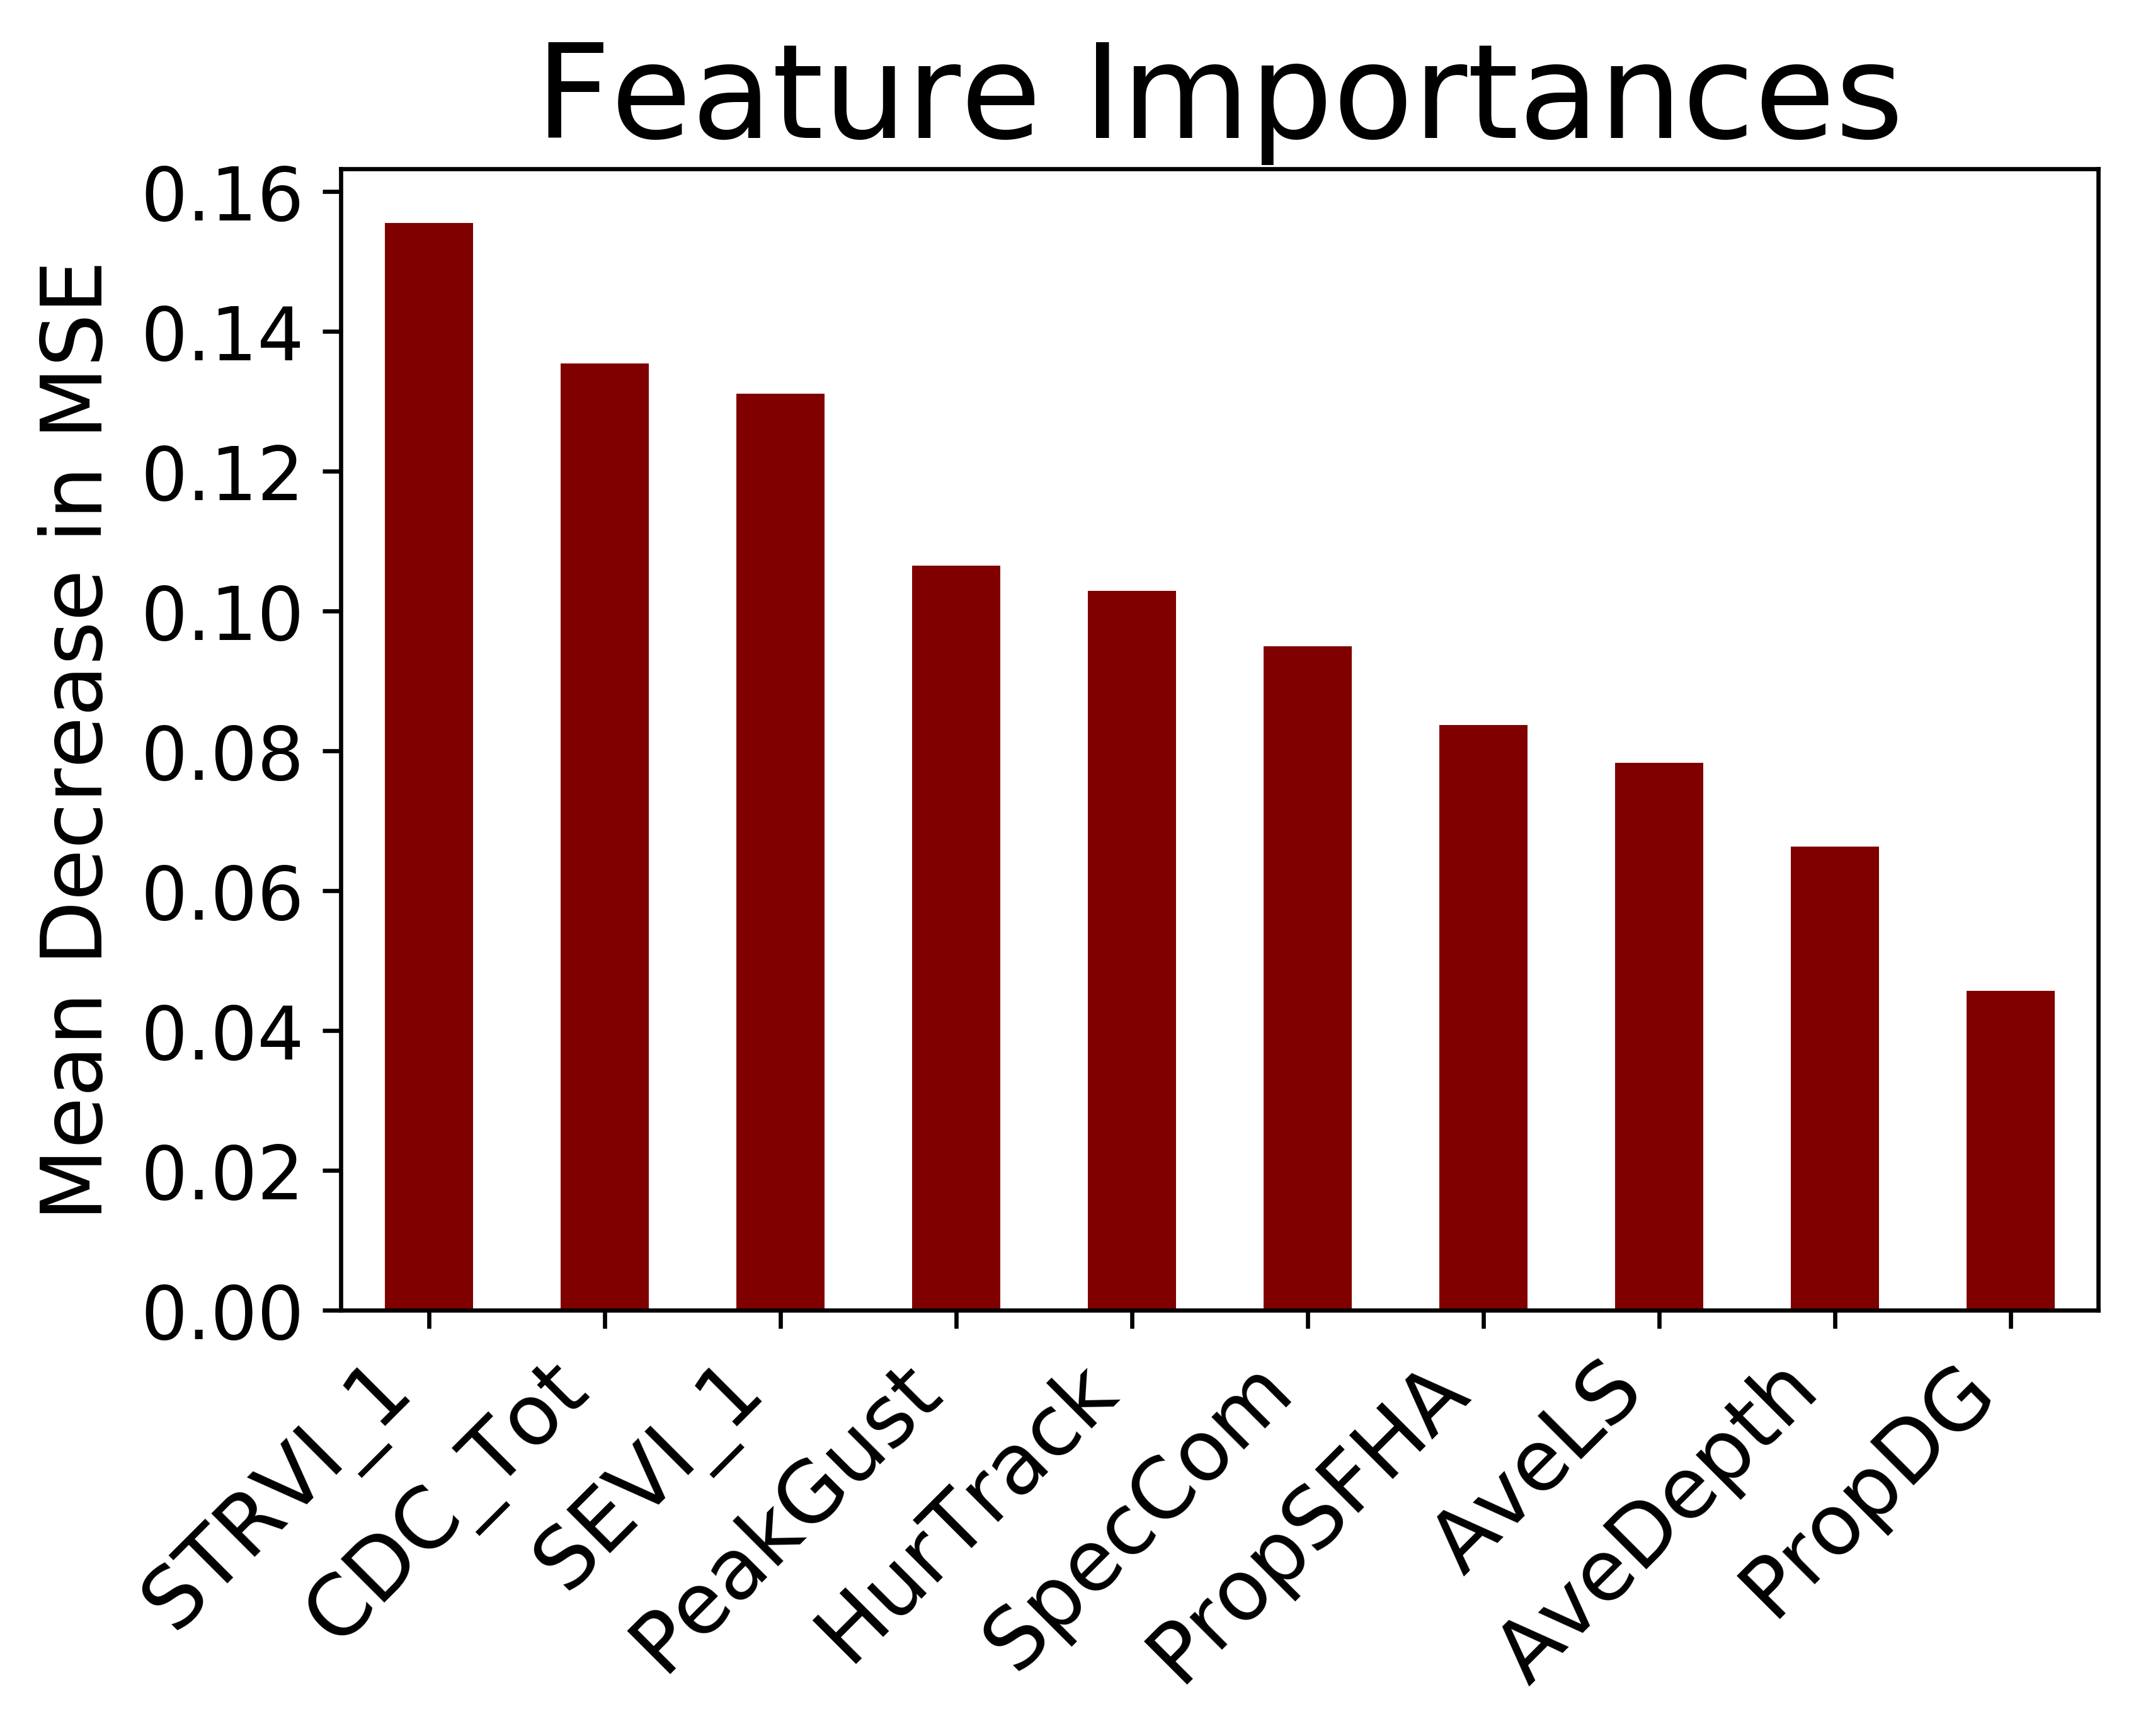 Feature Importances
Mean Decrease in MSE
0.16
0.14
0.12
0.10
0.08
0.06
0.04
0.02
0.00
STRVI_1
CDC_Tot
SEVI_1
PeakGust
HurTrack
SpecCom
PropSFHA
AveLS
AveDepth
PropDG